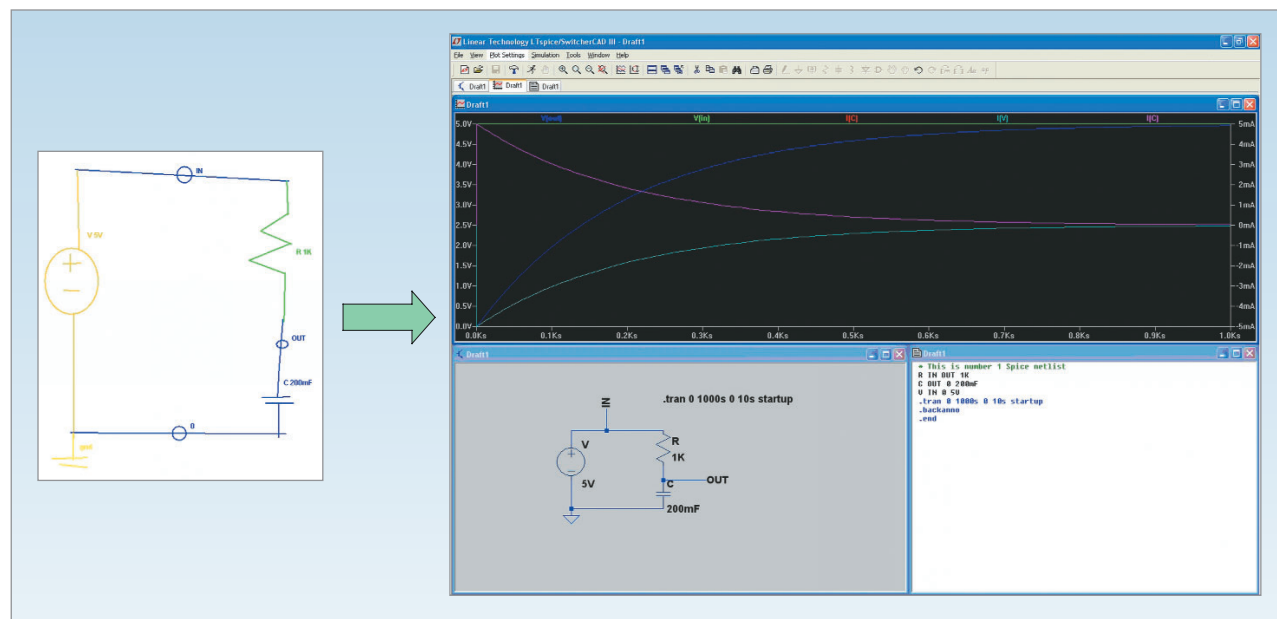 IN
V 5V
R 1K
OUT
C 200mF
0
gnd
Linear Technology LTspice/SwitcherCAD III - Draft1
File View Plot Settings Simulation Tools Window Help
Draft1 Draft1 Draft1
Draft1
V(out) V(in) I(C) I(V) I(C)
5.0V 5mA
4.5V 4mA
4.0V 3mA
3.5V 2mA
3.0V 1mA
2.5V 0mA
2.0V -1mA
1.5V -2mA
1.0V -3mA
0.5V -4mA
0.0V -5mA
0.0Ks 0.1Ks 0.2Ks 0.3Ks 0.4Ks 0.5Ks 0.6Ks 0.7Ks 0.8Ks 0.9Ks 1.0Ks
Draft1
IN
.tran 0 1000s 0 10s startup
V
R
1K
5V
C
OUT
200mF
Draft1
* This is number 1 Spice netlist
R IN OUT 1K
C OUT 0 200mF
V IN 0 5V
.tran 0 1000s 0 10s startup
.backanno
.end